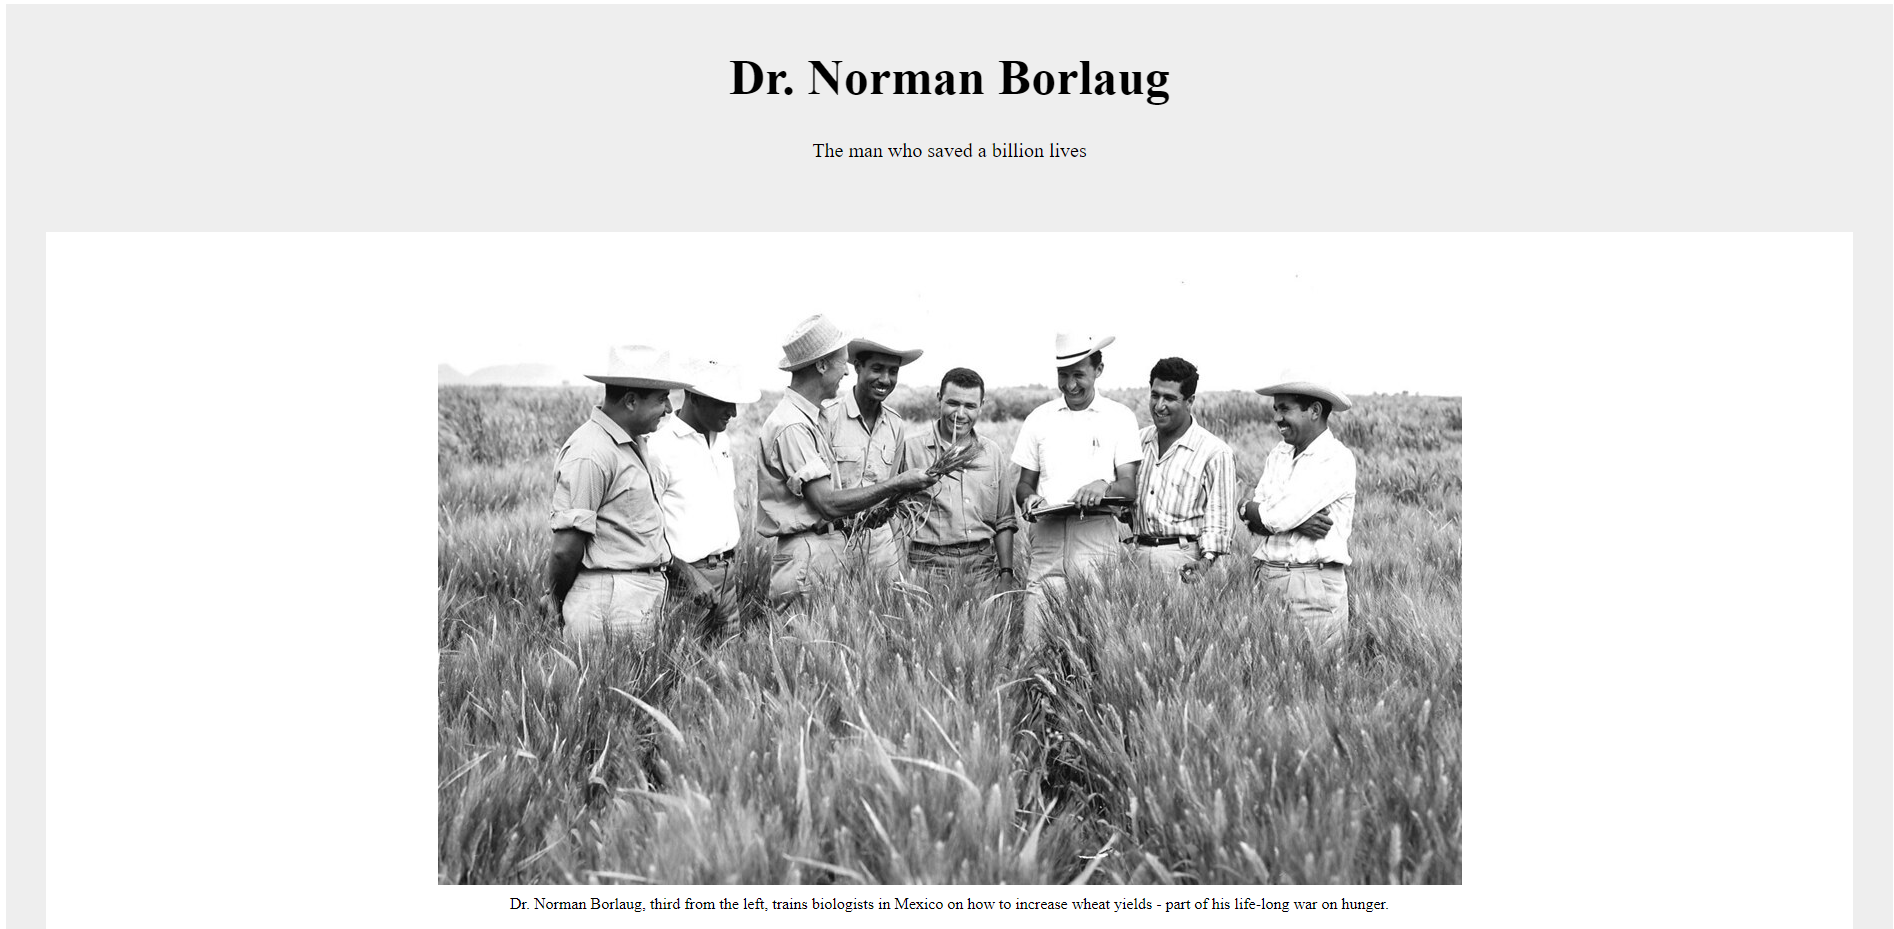 Dr. Norman Borlaug
The man who saved a billion lives
Dr. Norman Borlaug, third from the left, trains biologists in Mexico on how to increase wheat yields - part of his life-long war on hunger.